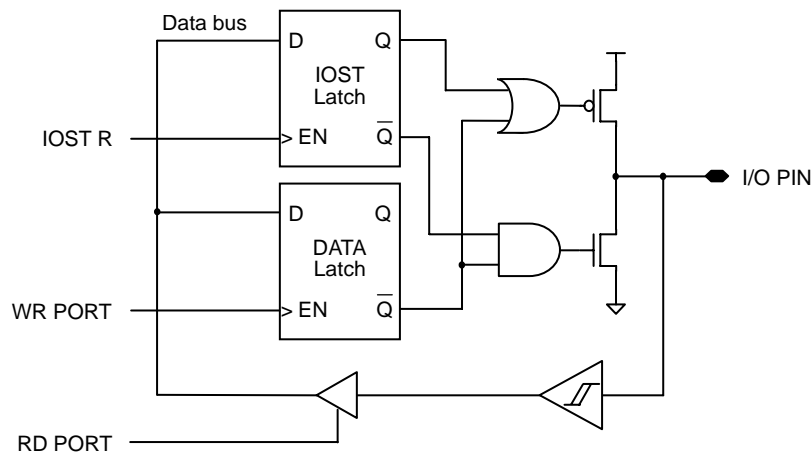 Data bus
D
Q
IOST
Latch
IOST R
> EN
Q̅
I/O PIN
D
Q
DATA
Latch
WR PORT
> EN
Q̅
RD PORT